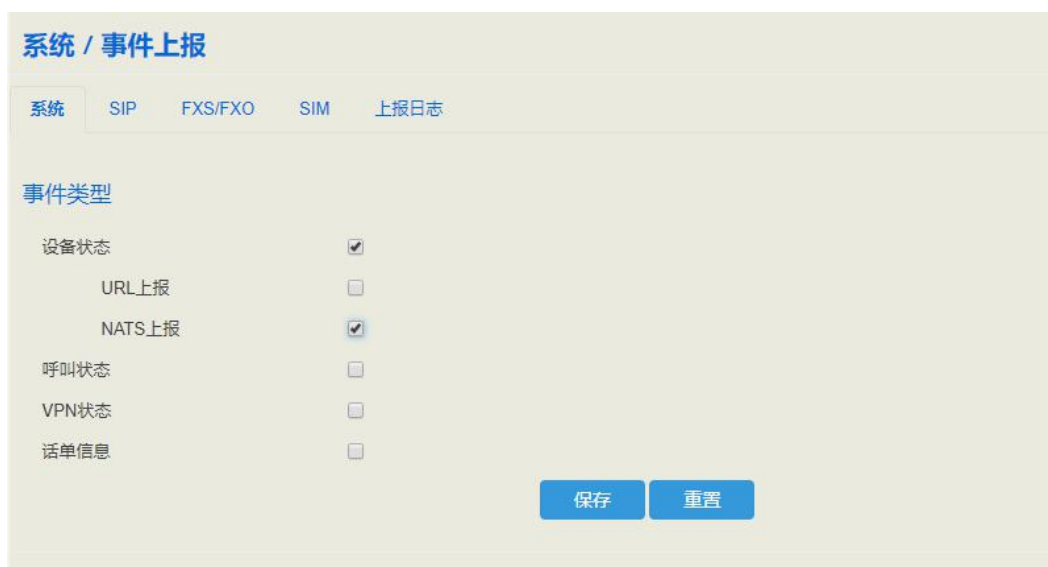 系统 / 事件上报
系统 SIP FXS/FXO SIM 上报日志
事件类型
设备状态
URL上报
NATS上报
呼叫状态
VPN状态
话单信息
保存 重置